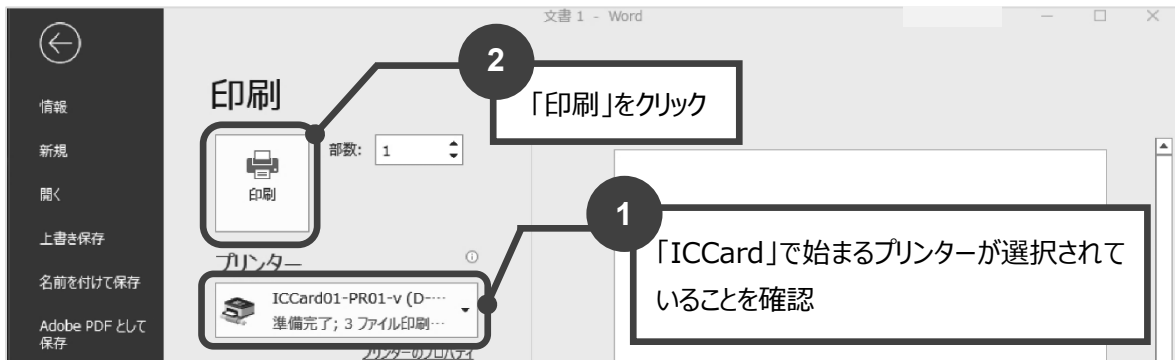 文書 1 - Word
情報
新規
開く
上書き保存
名前を付けて保存
Adobe PDF として
保存
印刷
印刷
部数: 1
プリンター
ICCard01-PR01-v (D-…
準備完了; 3 ファイル印刷…
プリンターのプロパティ
2
「印刷」をクリック
1
「ICCard」で始まるプリンターが選択されて
いることを確認